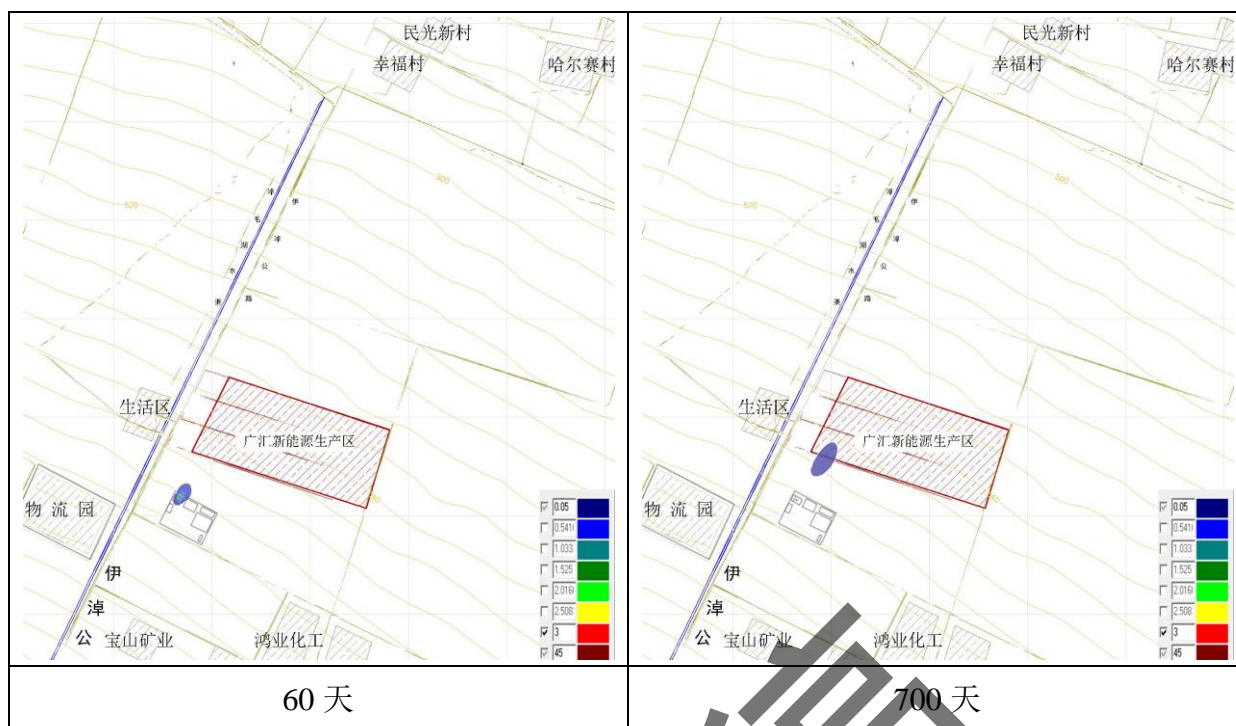 民光新村
幸福村
哈尔赛村
500
520
淖
毛
湖
水
渠
伊
淖
公
路
生活区
广汇新能源生产区
物 流 园
伊
淖
公
宝山矿业
鸿业化工
0.05
0.541
1.033
1.525
2.016
2.508
3
45
60 天
民光新村
幸福村
哈尔赛村
500
520
淖
毛
湖
水
渠
伊
淖
公
路
生活区
广汇新能源生产区
物 流 园
伊
淖
公
宝山矿业
鸿业化工
0.05
0.541
1.033
1.525
2.016
2.508
3
45
700 天